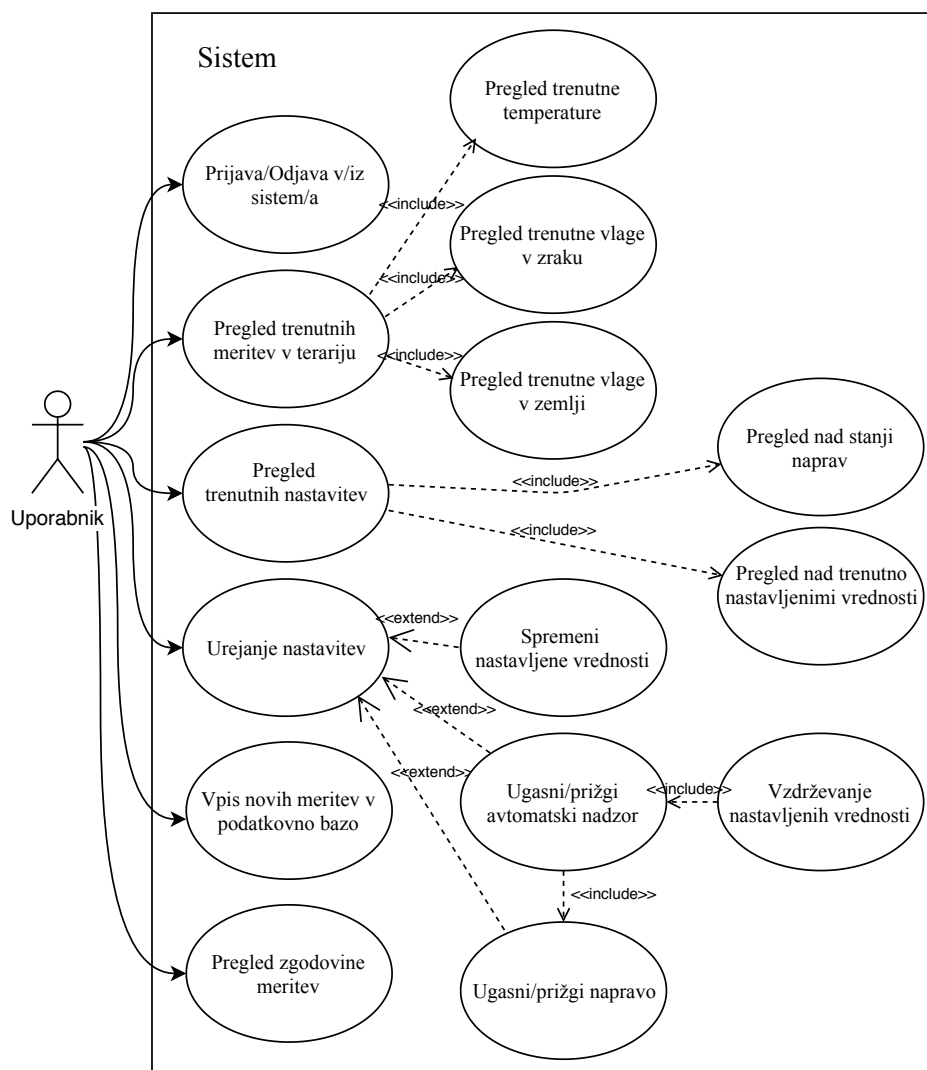 Sistem
Pregled trenutne
temperature
Prijava/Odjava v/iz
sistem/a
<<include>>
Pregled trenutne vlage
v zraku
<<include>>
Pregled trenutnih
meritev v terariju
<<include>>
Pregled trenutne vlage
v zemlji
Uporabnik
Pregled
trenutnih nastavitev
<<include>>
Pregled nad stanji
naprav
<<include>>
Pregled nad trenutno
nastavljenimi vrednosti
Urejanje nastavitev
<<extend>>
Spremeni
nastavljene vrednosti
<<extend>>
<<extend>>
Vpis novih meritev v
podatkovno bazo
Ugasni/prižgi
avtomatski nadzor
<<include>>
Vzdrževanje
nastavljenih vrednosti
<<include>>
Pregled zgodovine
meritev
Ugasni/prižgi napravo